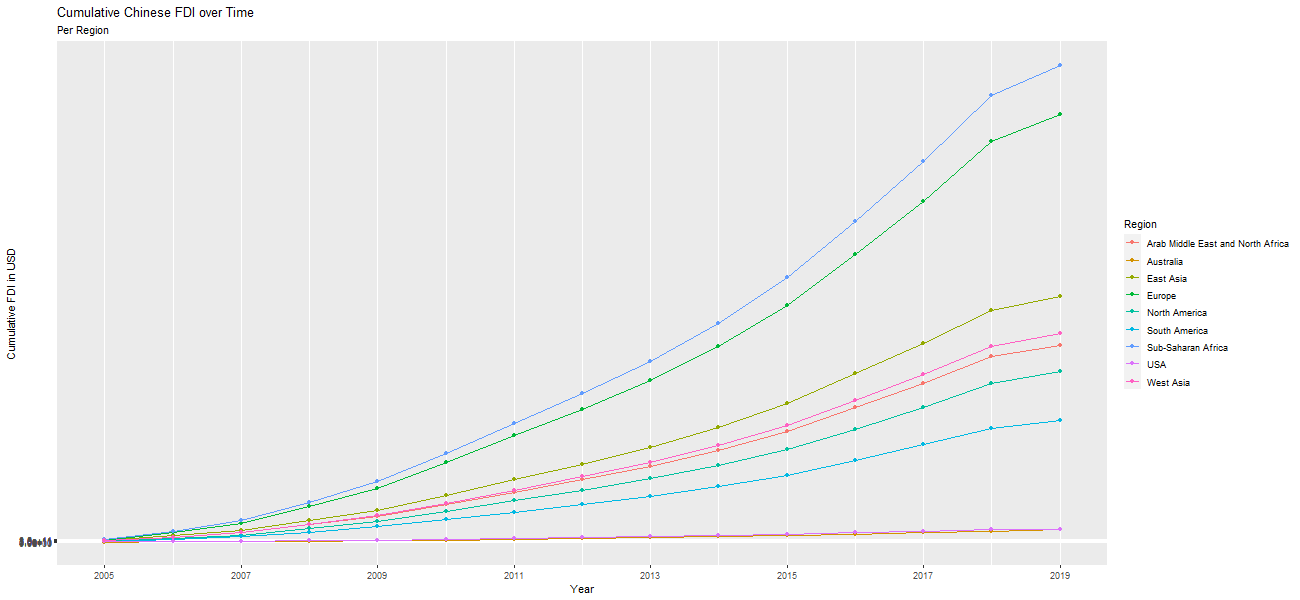 Cumulative Chinese FDI over Time
Per Region
Cumulative FDI in USD
2005
2007
2009
2011
2013
2015
2017
2019
Year
Region
Arab Middle East and North Africa
Australia
East Asia
Europe
North America
South America
Sub-Saharan Africa
USA
West Asia